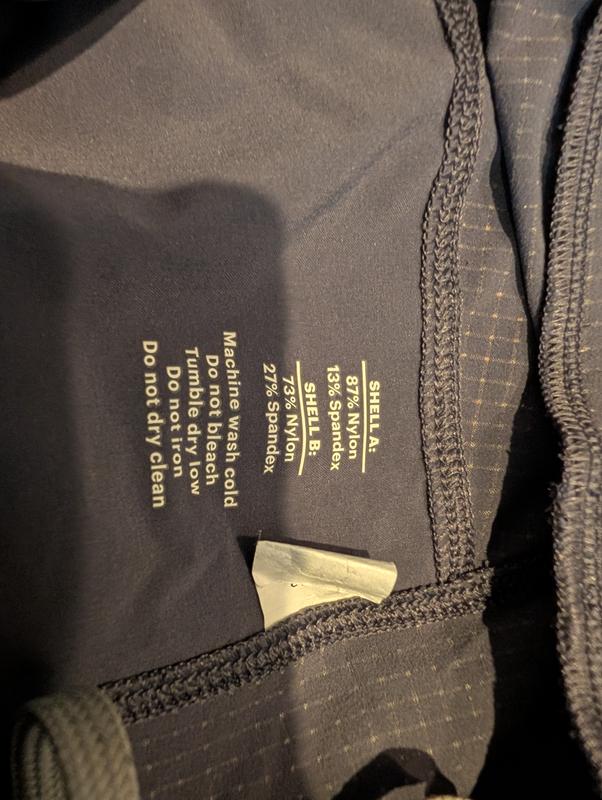 SHELL A:
87% Nylon
13% Spandex
SHELL B:
73% Nylon
27% Spandex
Machine wash cold
Do not bleach
Tumble dry low
Do not iron
Do not dry clean